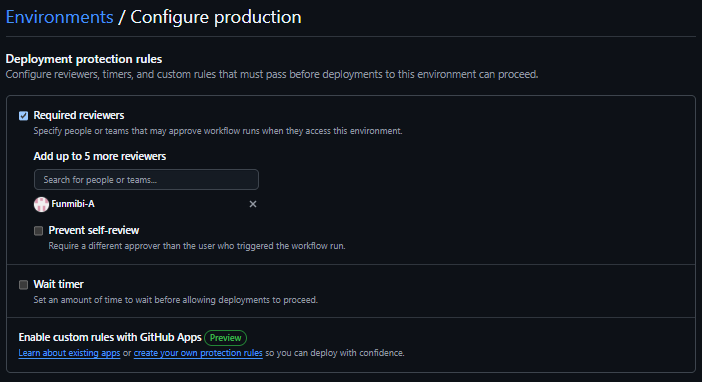 Environments / Configure production
Deployment protection rules
Configure reviewers, timers, and custom rules that must pass before deployments to this environment can proceed.
Required reviewers
Specify people or teams that may approve workflow runs when they access this environment.
Add up to 5 more reviewers
Search for people or teams...
Funmibi-A
Prevent self-review
Require a different approver than the user who triggered the workflow run.
Wait timer
Set an amount of time to wait before allowing deployments to proceed.
Enable custom rules with GitHub Apps Preview
Learn about existing apps or create your own protection rules so you can deploy with confidence.